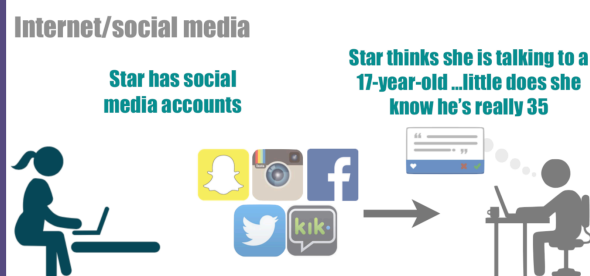 Internet/social media
Star has social
media accounts
Star thinks she is talking to a
17-year-old ...little does she
know he's really 35
kik·